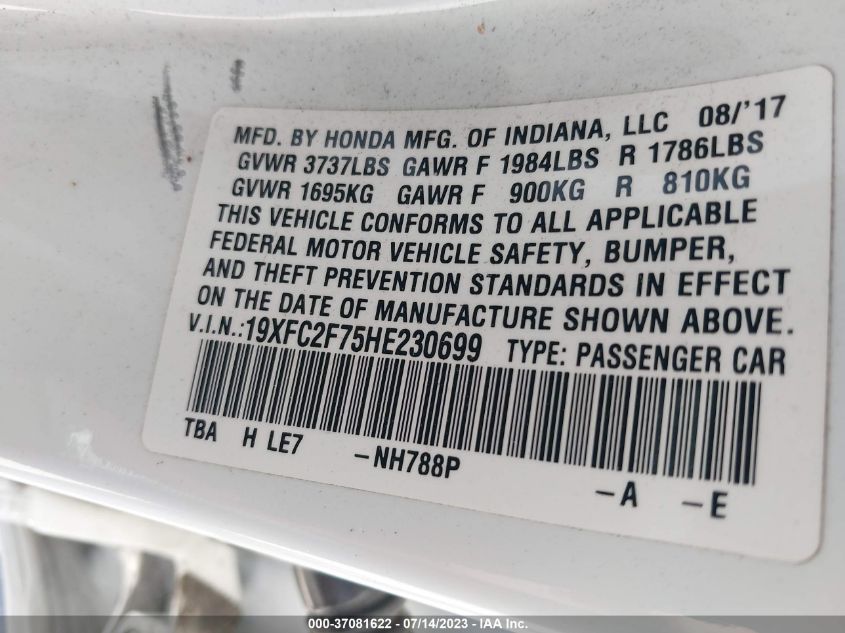 MFD. BY HONDA MFG. OF INDIANA, LLC 08/'17
GVWR 3737LBS GAWR F 1984LBS R 1786LBS
GVWR 1695KG GAWR F 900KG R 810KG
THIS VEHICLE CONFORMS TO ALL APPLICABLE
FEDERAL MOTOR VEHICLE SAFETY, BUMPER,
AND THEFT PREVENTION STANDARDS IN EFFECT
ON THE DATE OF MANUFACTURE SHOWN ABOVE.
V.I.N.:19XFC2F75HE230699 TYPE: PASSENGER CAR
TBA H LE7 -NH788P -A -E
000-37081622 - 07/14/2023 - IAA Inc.